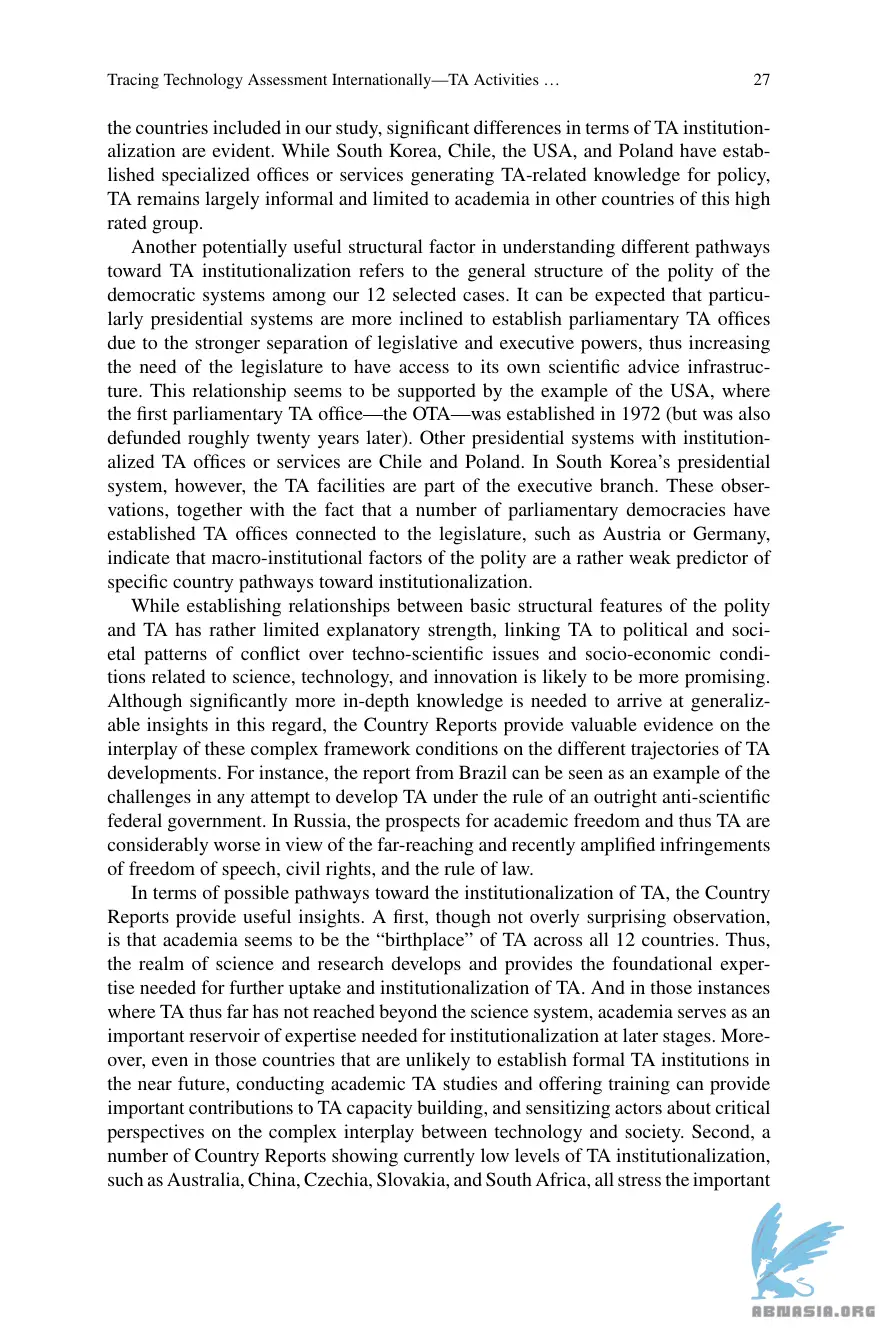 Tracing Technology Assessment Internationally—TA Activities … 27
the countries included in our study, significant differences in terms of TA institution-
alization are evident. While South Korea, Chile, the USA, and Poland have estab-
lished specialized offices or services generating TA-related knowledge for policy,
TA remains largely informal and limited to academia in other countries of this high
rated group.
Another potentially useful structural factor in understanding different pathways
toward TA institutionalization refers to the general structure of the polity of the
democratic systems among our 12 selected cases. It can be expected that particu-
larly presidential systems are more inclined to establish parliamentary TA offices
due to the stronger separation of legislative and executive powers, thus increasing
the need of the legislature to have access to its own scientific advice infrastruc-
ture. This relationship seems to be supported by the example of the USA, where
the first parliamentary TA office—the OTA—was established in 1972 (but was also
defunded roughly twenty years later). Other presidential systems with institution-
alized TA offices or services are Chile and Poland. In South Korea's presidential
system, however, the TA facilities are part of the executive branch. These obser-
vations, together with the fact that a number of parliamentary democracies have
established TA offices connected to the legislature, such as Austria or Germany,
indicate that macro-institutional factors of the polity are a rather weak predictor of
specific country pathways toward institutionalization.
While establishing relationships between basic structural features of the polity
and TA has rather limited explanatory strength, linking TA to political and soci-
etal patterns of conflict over techno-scientific issues and socio-economic condi-
tions related to science, technology, and innovation is likely to be more promising.
Although significantly more in-depth knowledge is needed to arrive at generaliz-
able insights in this regard, the Country Reports provide valuable evidence on the
interplay of these complex framework conditions on the different trajectories of TA
developments. For instance, the report from Brazil can be seen as an example of the
challenges in any attempt to develop TA under the rule of an outright anti-scientific
federal government. In Russia, the prospects for academic freedom and thus TA are
considerably worse in view of the far-reaching and recently amplified infringements
of freedom of speech, civil rights, and the rule of law.
In terms of possible pathways toward the institutionalization of TA, the Country
Reports provide useful insights. A first, though not overly surprising observation,
is that academia seems to be the “birthplace” of TA across all 12 countries. Thus,
the realm of science and research develops and provides the foundational exper-
tise needed for further uptake and institutionalization of TA. And in those instances
where TA thus far has not reached beyond the science system, academia serves as an
important reservoir of expertise needed for institutionalization at later stages. More-
over, even in those countries that are unlikely to establish formal TA institutions in
the near future, conducting academic TA studies and offering training can provide
important contributions to TA capacity building, and sensitizing actors about critical
perspectives on the complex interplay between technology and society. Second, a
number of Country Reports showing currently low levels of TA institutionalization,
such as Australia, China, Czechia, Slovakia, and South Africa, all stress the important
ABNASIA.ORG